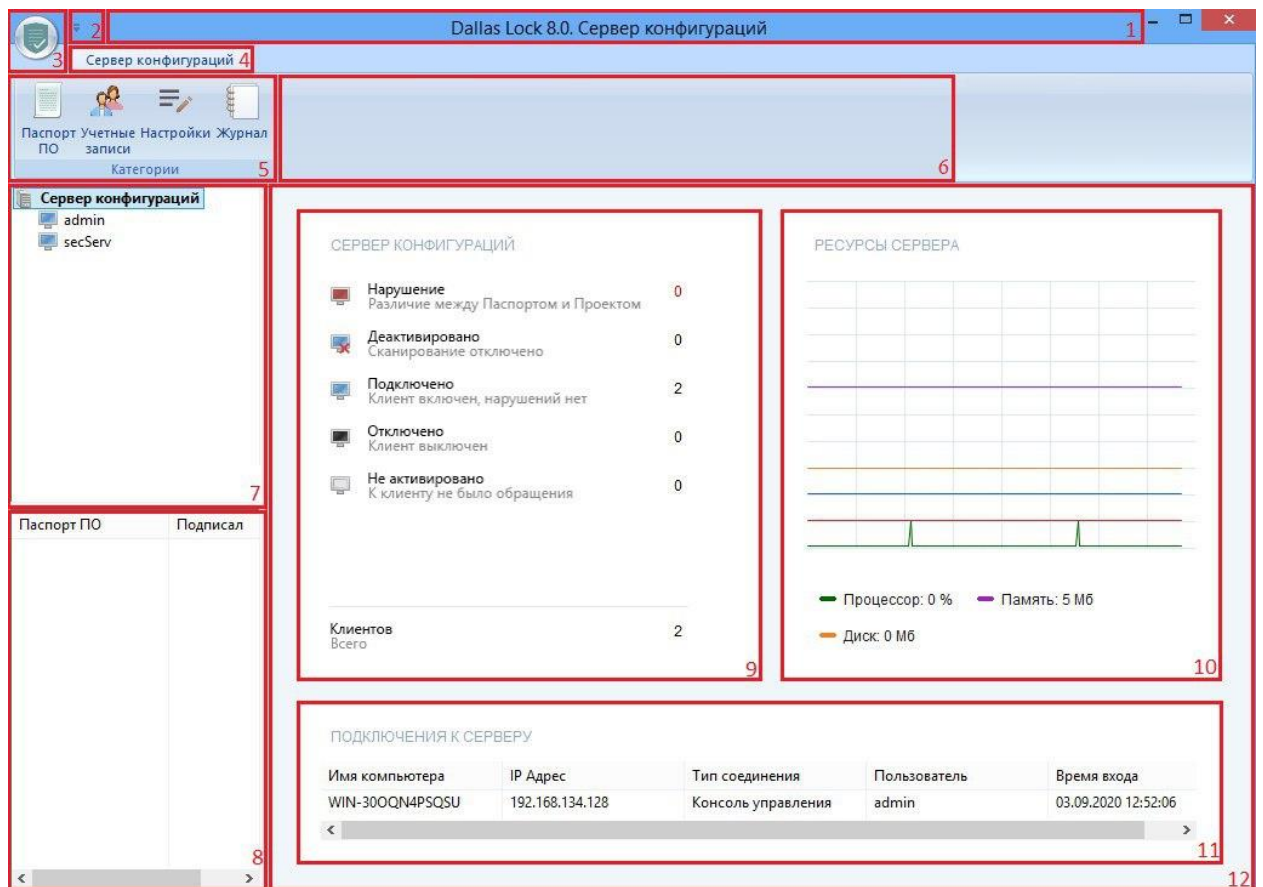 2 Dallas Lock 8.0. Сервер конфигураций 1
3 Сервер конфигураций 4
Паспорт ПО
Учетные записи
Настройки
Журнал
Категории 5
6
Сервер конфигураций
admin
secServ
7
СЕРВЕР КОНФИГУРАЦИЙ
Нарушение 0
Различие между Паспортом и Проектом
Деактивировано 0
Сканирование отключено
Подключено 2
Клиент включен, нарушений нет
Отключено 0
Клиент выключен
Не активировано 0
К клиенту не было обращения
Клиентов 2
Всего
9
РЕСУРСЫ СЕРВЕРА
Процессор: 0 % Память: 5 Мб
Диск: 0 Мб
10
Паспорт ПО Подписал
8
ПОДКЛЮЧЕНИЯ К СЕРВЕРУ
Имя компьютера IP Адрес Тип соединения Пользователь Время входа
WIN-30OQN4PSQSU 192.168.134.128 Консоль управления admin 03.09.2020 12:52:06
11
12